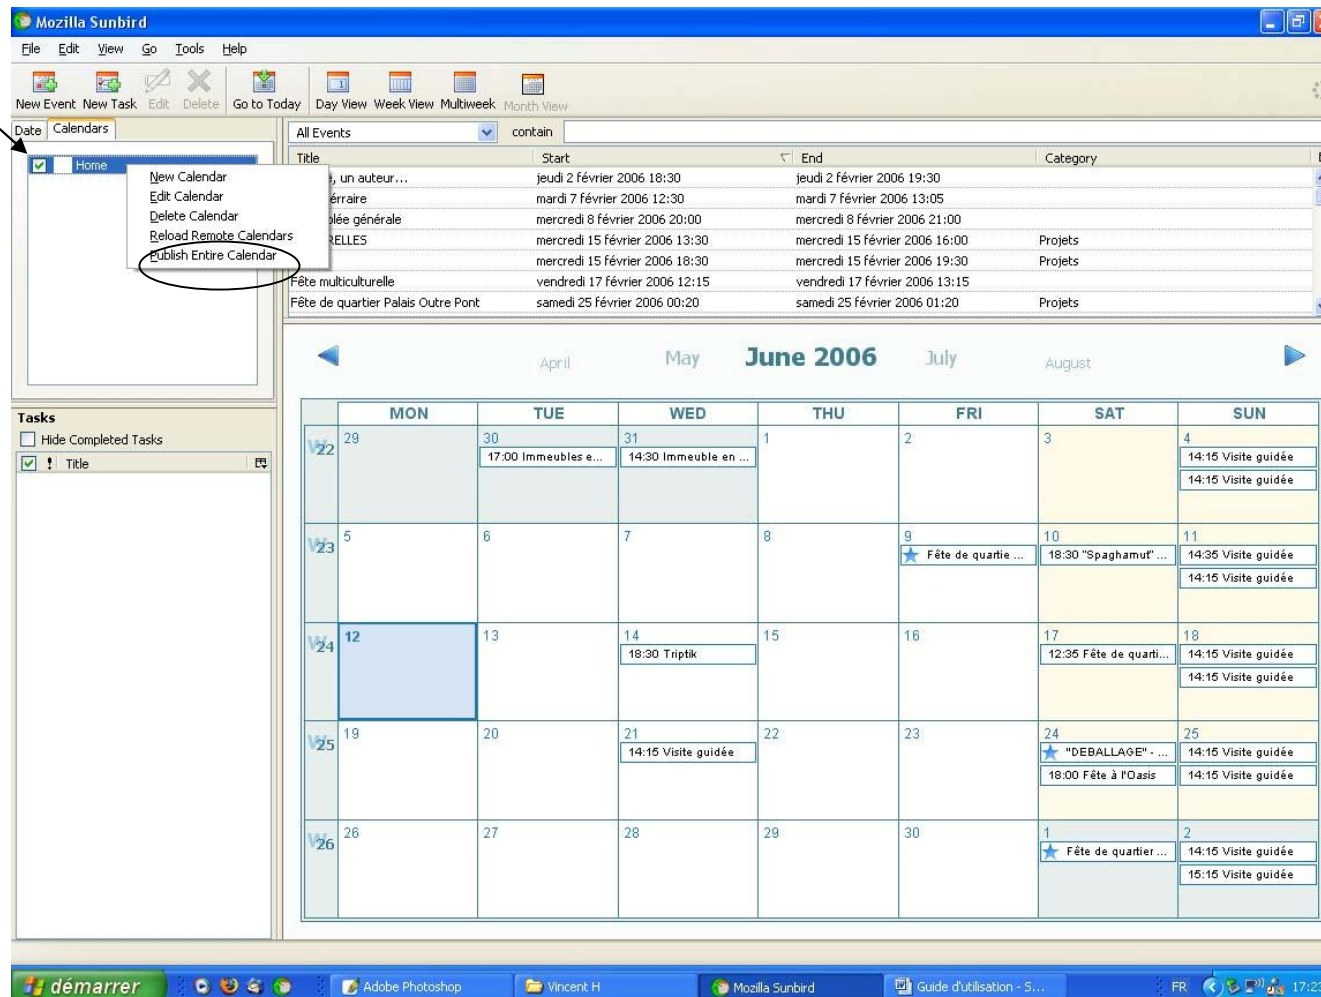 Mozilla Sunbird
File Edit View Go Tools Help
New Event New Task Edit Delete Go to Today Day View Week View Multiweek Month View
Date Calendars
Home
New Calendar
Edit Calendar
Delete Calendar
Reload Remote Calendars
Publish Entire Calendar
All Events contain
Title Start End Category
, un auteur... jeudi 2 février 2006 18:30 jeudi 2 février 2006 19:30
mardi 7 février 2006 12:30 mardi 7 février 2006 13:05
générale mercredi 8 février 2006 20:00 mercredi 8 février 2006 21:00
RELLES mercredi 15 février 2006 13:30 mercredi 15 février 2006 16:00 Projets
mercredi 15 février 2006 18:30 mercredi 15 février 2006 19:30 Projets
Fête multiculturelle vendredi 17 février 2006 12:15 vendredi 17 février 2006 13:15
Fête de quartier Palais Outre Pont samedi 25 février 2006 00:20 samedi 25 février 2006 01:20 Projets
April May June 2006 July August
Tasks
Hide Completed Tasks
! Title
MON TUE WED THU FRI SAT SUN
W22 29 30 31 1 2 3 4
17:00 Immeubles e... 14:30 Immeuble en ... 14:15 Visite guidée
14:15 Visite guidée
W23 5 6 7 8 9 10 11
Fête de quartie ... 18:30 "Spaghamut" ... 14:35 Visite guidée
14:15 Visite guidée
W24 12 13 14 15 16 17 18
18:30 Triptik 12:35 Fête de quarti... 14:15 Visite guidée
14:15 Visite guidée
W25 19 20 21 22 23 24 25
14:15 Visite guidée "DEBALLAGE" - ... 14:15 Visite guidée
18:00 Fête à l'Oasis 14:15 Visite guidée
W26 26 27 28 29 30 1 2
Fête de quartier ... 14:15 Visite guidée
15:15 Visite guidée
démarrer Adobe Photoshop Vincent H Mozilla Sunbird Guide d'utilisation - S... FR 17:23